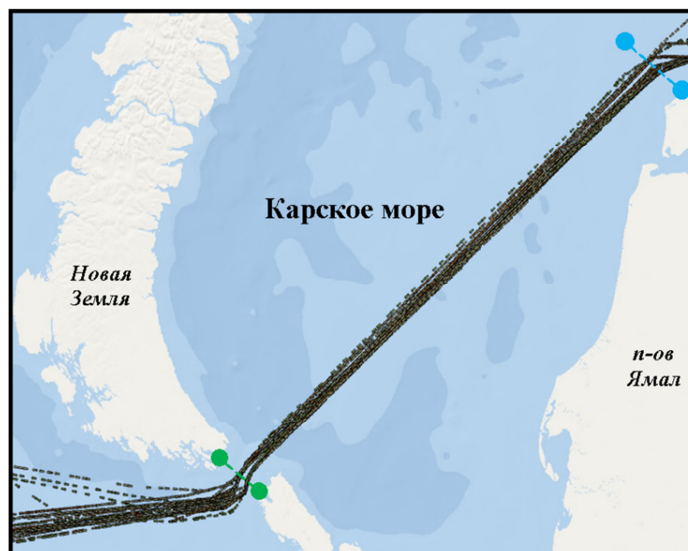 Карское море
Новая
Земля
п-ов
Ямал